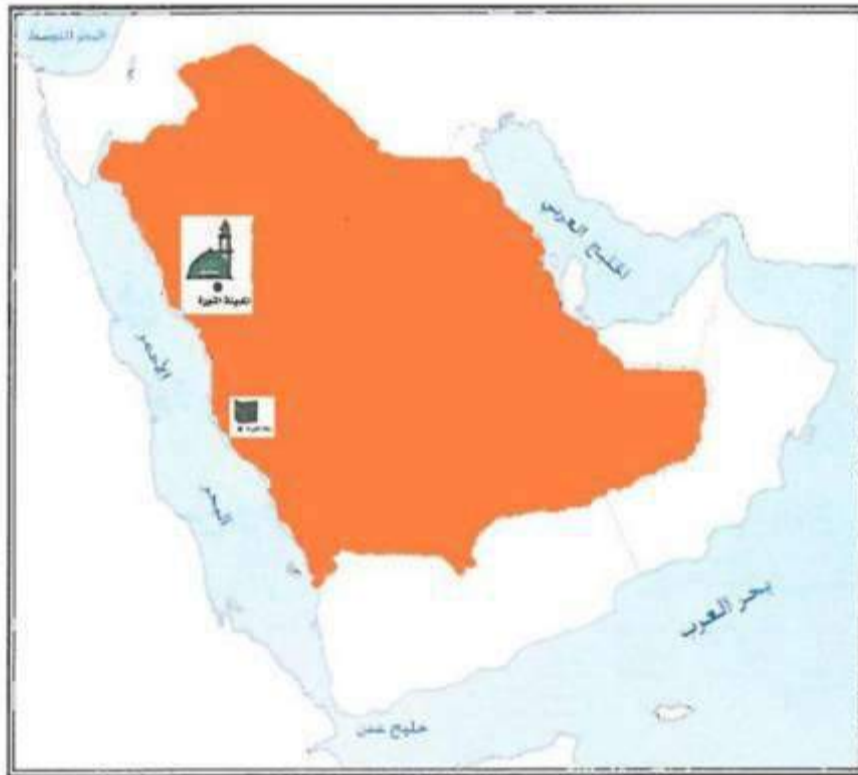 البحر المتوسط
المدينة المنورة
الخليج العربي
الأحمر
البحر
بحر العرب
خليج عدن